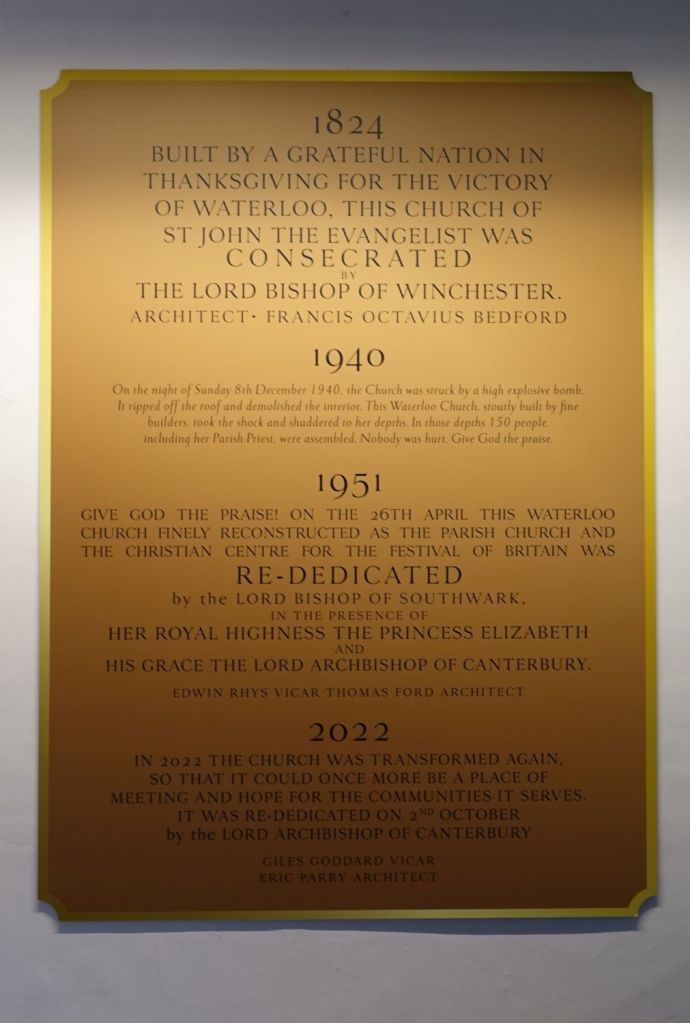 1824
BUILT BY A GRATEFUL NATION IN
THANKSGIVING FOR THE VICTORY
OF WATERLOO, THIS CHURCH OF
ST JOHN THE EVANGELIST WAS
CONSECRATED
BY
THE LORD BISHOP OF WINCHESTER.
ARCHITECT· FRANCIS OCTAVIUS BEDFORD
1940
On the night of Sunday 8th December 1940, the Church was struck by a high explosive bomb.
It ripped off the roof and demolished the interior. This Waterloo Church, stoutly built by fine
builders, took the shock and shuddered to her depths. In those depths 150 people,
including her Parish Priest, were assembled. Nobody was hurt. Give God the praise.
1951
GIVE GOD THE PRAISE! ON THE 26TH APRIL THIS WATERLOO
CHURCH FINELY RECONSTRUCTED AS THE PARISH CHURCH AND
THE CHRISTIAN CENTRE FOR THE FESTIVAL OF BRITAIN WAS
RE-DEDICATED
by the LORD BISHOP OF SOUTHWARK,
IN THE PRESENCE OF
HER ROYAL HIGHNESS THE PRINCESS ELIZABETH
AND
HIS GRACE THE LORD ARCHBISHOP OF CANTERBURY.
EDWIN RHYS VICAR THOMAS FORD ARCHITECT
2022
IN 2022 THE CHURCH WAS TRANSFORMED AGAIN,
SO THAT IT COULD ONCE MORE BE A PLACE OF
MEETING AND HOPE FOR THE COMMUNITIES IT SERVES.
IT WAS RE-DEDICATED ON 2ND OCTOBER
by the LORD ARCHBISHOP OF CANTERBURY
GILES GODDARD VICAR
ERIC PARRY ARCHITECT